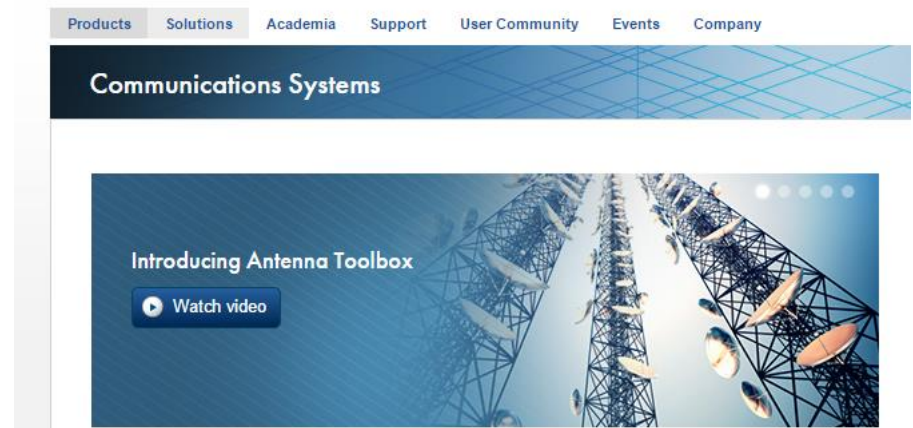 Products Solutions Academia Support User Community Events Company
Communications Systems
Introducing Antenna Toolbox
Watch video